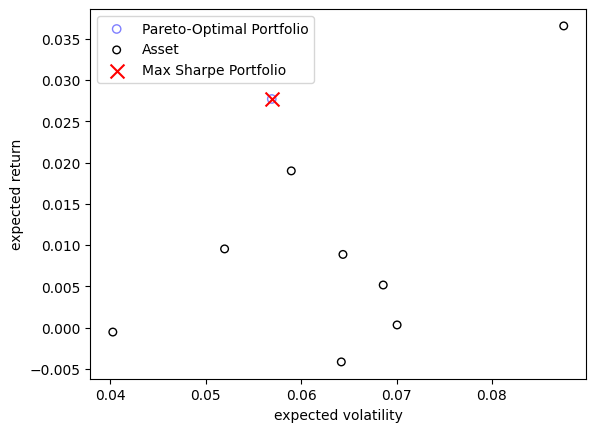 Pareto-Optimal Portfolio
Asset
Max Sharpe Portfolio
0.035
0.030
0.025
0.020
0.015
0.010
0.005
0.000
−0.005
expected return
0.04 0.05 0.06 0.07 0.08
expected volatility